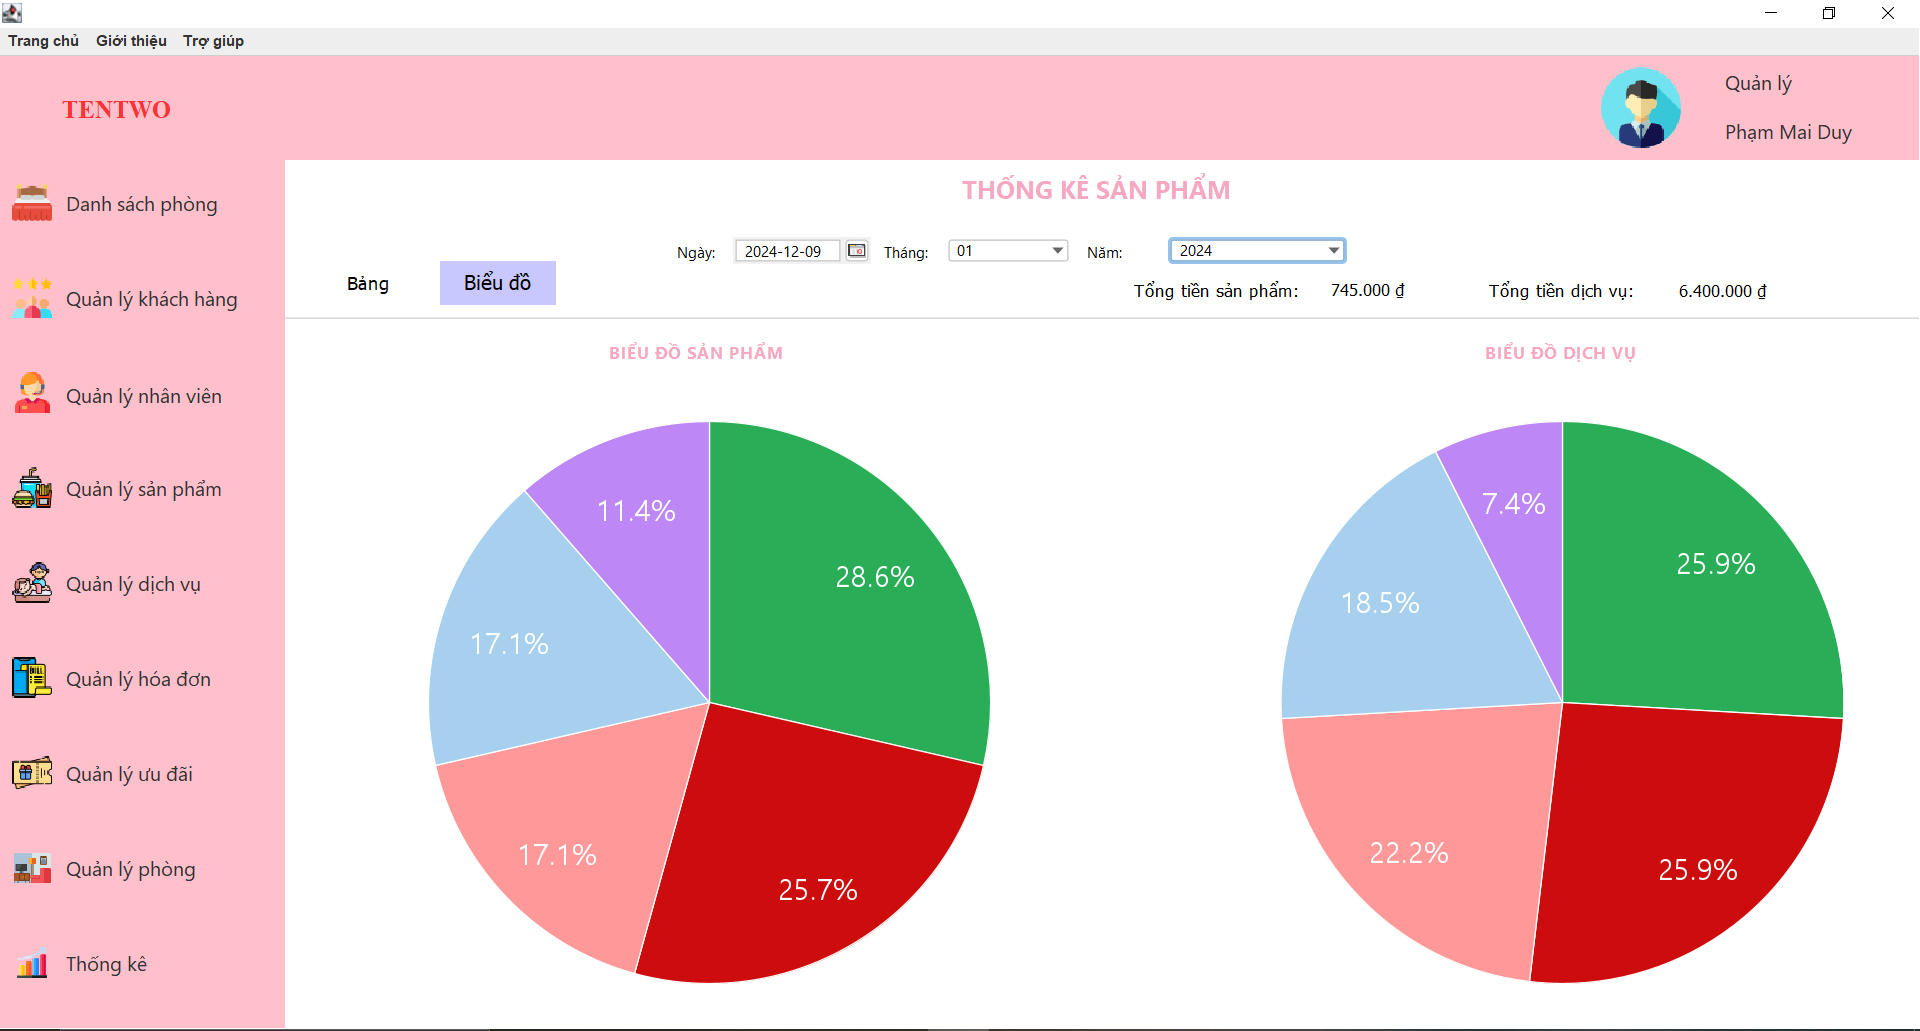 Trang chủ Giới thiệu Trợ giúp
TENTWO
Quản lý
Phạm Mai Duy
Danh sách phòng
Quản lý khách hàng
Quản lý nhân viên
Quản lý sản phẩm
Quản lý dịch vụ
Quản lý hóa đơn
Quản lý ưu đãi
Quản lý phòng
Thống kê
THỐNG KÊ SẢN PHẨM
Ngày: 2024-12-09 Tháng: 01 Năm: 2024
Bảng Biểu đồ
Tổng tiền sản phẩm: 745.000 ₫ Tổng tiền dịch vụ: 6.400.000 ₫
BIỂU ĐỒ SẢN PHẨM
11.4%
28.6%
17.1%
17.1%
25.7%
BIỂU ĐỒ DỊCH VỤ
7.4%
25.9%
18.5%
22.2%
25.9%